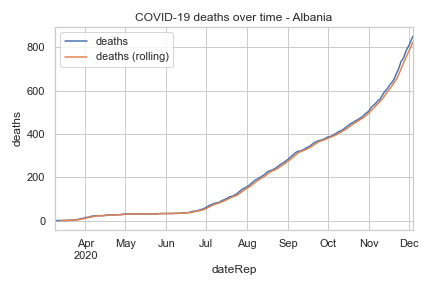 COVID-19 deaths over time - Albania
deaths
deaths (rolling)
800
600
400
200
0
deaths
Apr May Jun Jul Aug Sep Oct Nov Dec
2020
dateRep